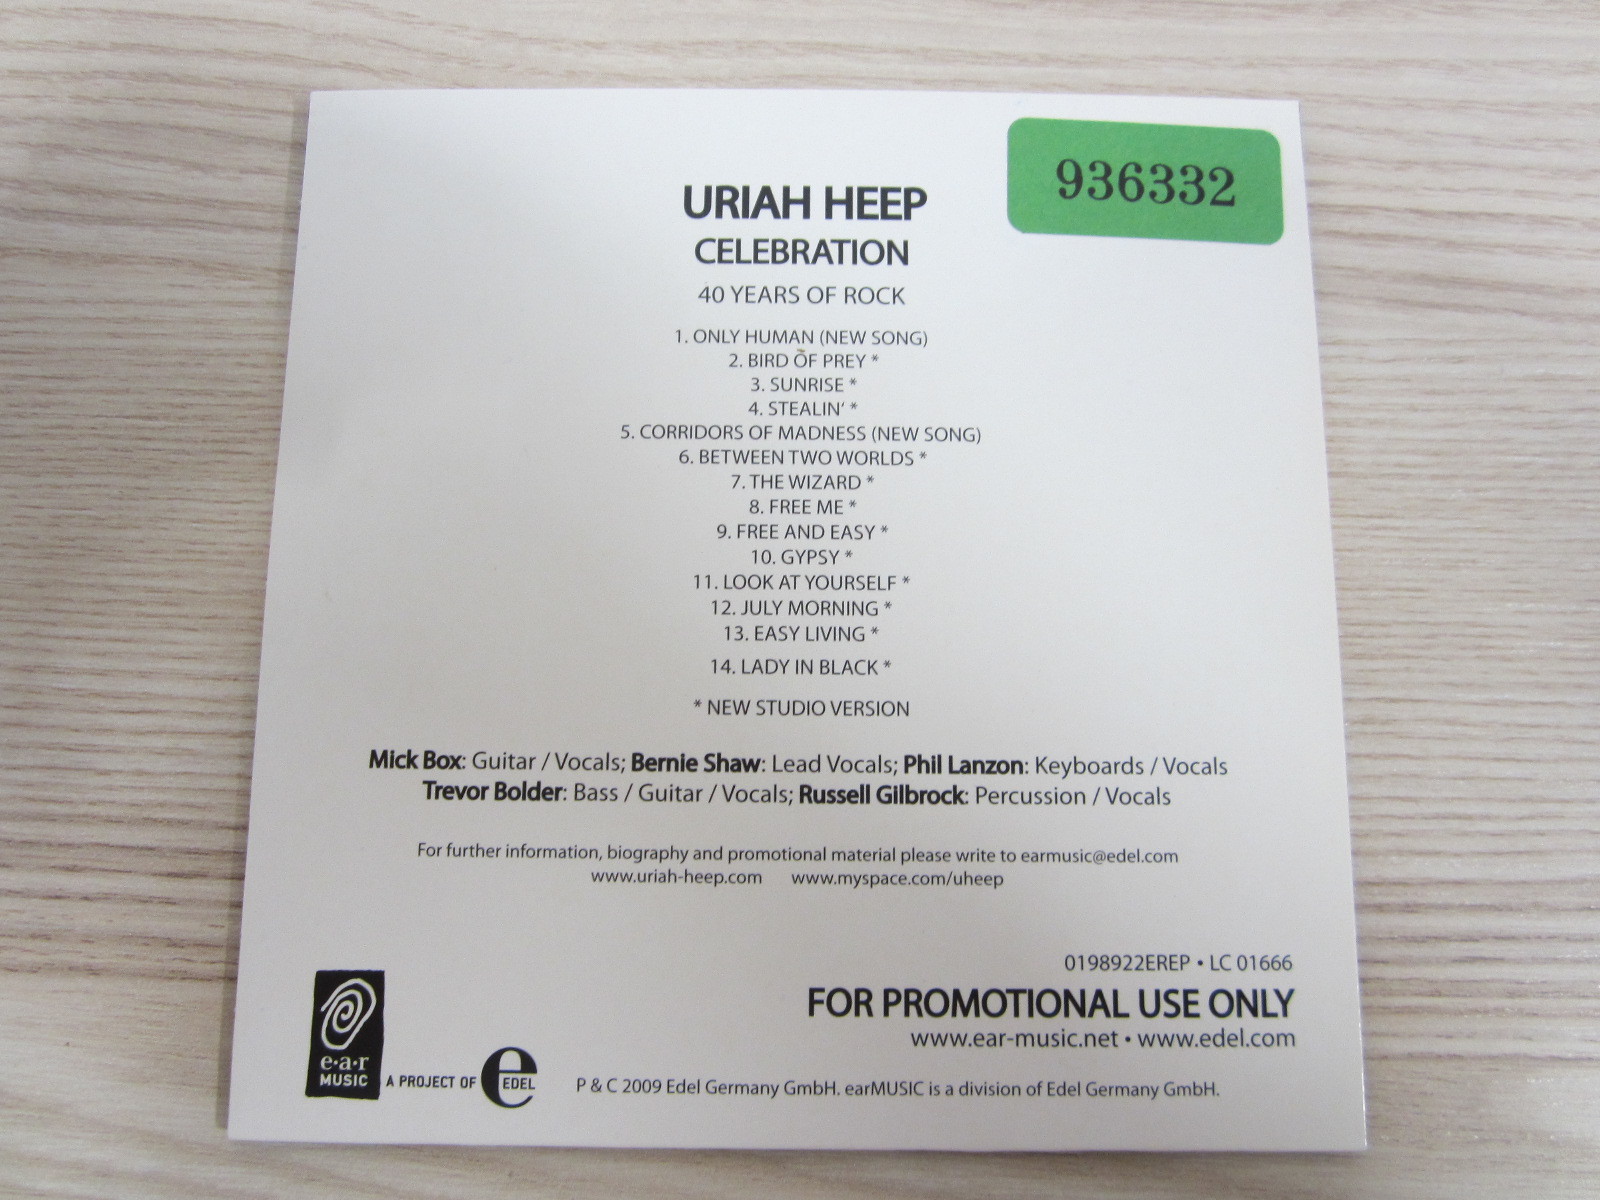 936332
URIAH HEEP
CELEBRATION
40 YEARS OF ROCK
1. ONLY HUMAN (NEW SONG)
2. BIRD OF PREY *
3. SUNRISE *
4. STEALIN‘ *
5. CORRIDORS OF MADNESS (NEW SONG)
6. BETWEEN TWO WORLDS *
7. THE WIZARD *
8. FREE ME *
9. FREE AND EASY *
10. GYPSY *
11. LOOK AT YOURSELF *
12. JULY MORNING *
13. EASY LIVING *
14. LADY IN BLACK *
* NEW STUDIO VERSION
Mick Box: Guitar / Vocals; Bernie Shaw: Lead Vocals; Phil Lanzon: Keyboards / Vocals
Trevor Bolder: Bass / Guitar / Vocals; Russell Gilbrock: Percussion / Vocals
For further information, biography and promotional material please write to earmusic@edel.com
www.uriah-heep.com www.myspace.com/uheep
0198922EREP • LC 01666
FOR PROMOTIONAL USE ONLY
www.ear-music.net • www.edel.com
e·a·r
MUSIC
A PROJECT OF e EDEL
P & C 2009 Edel Germany GmbH. earMUSIC is a division of Edel Germany GmbH.